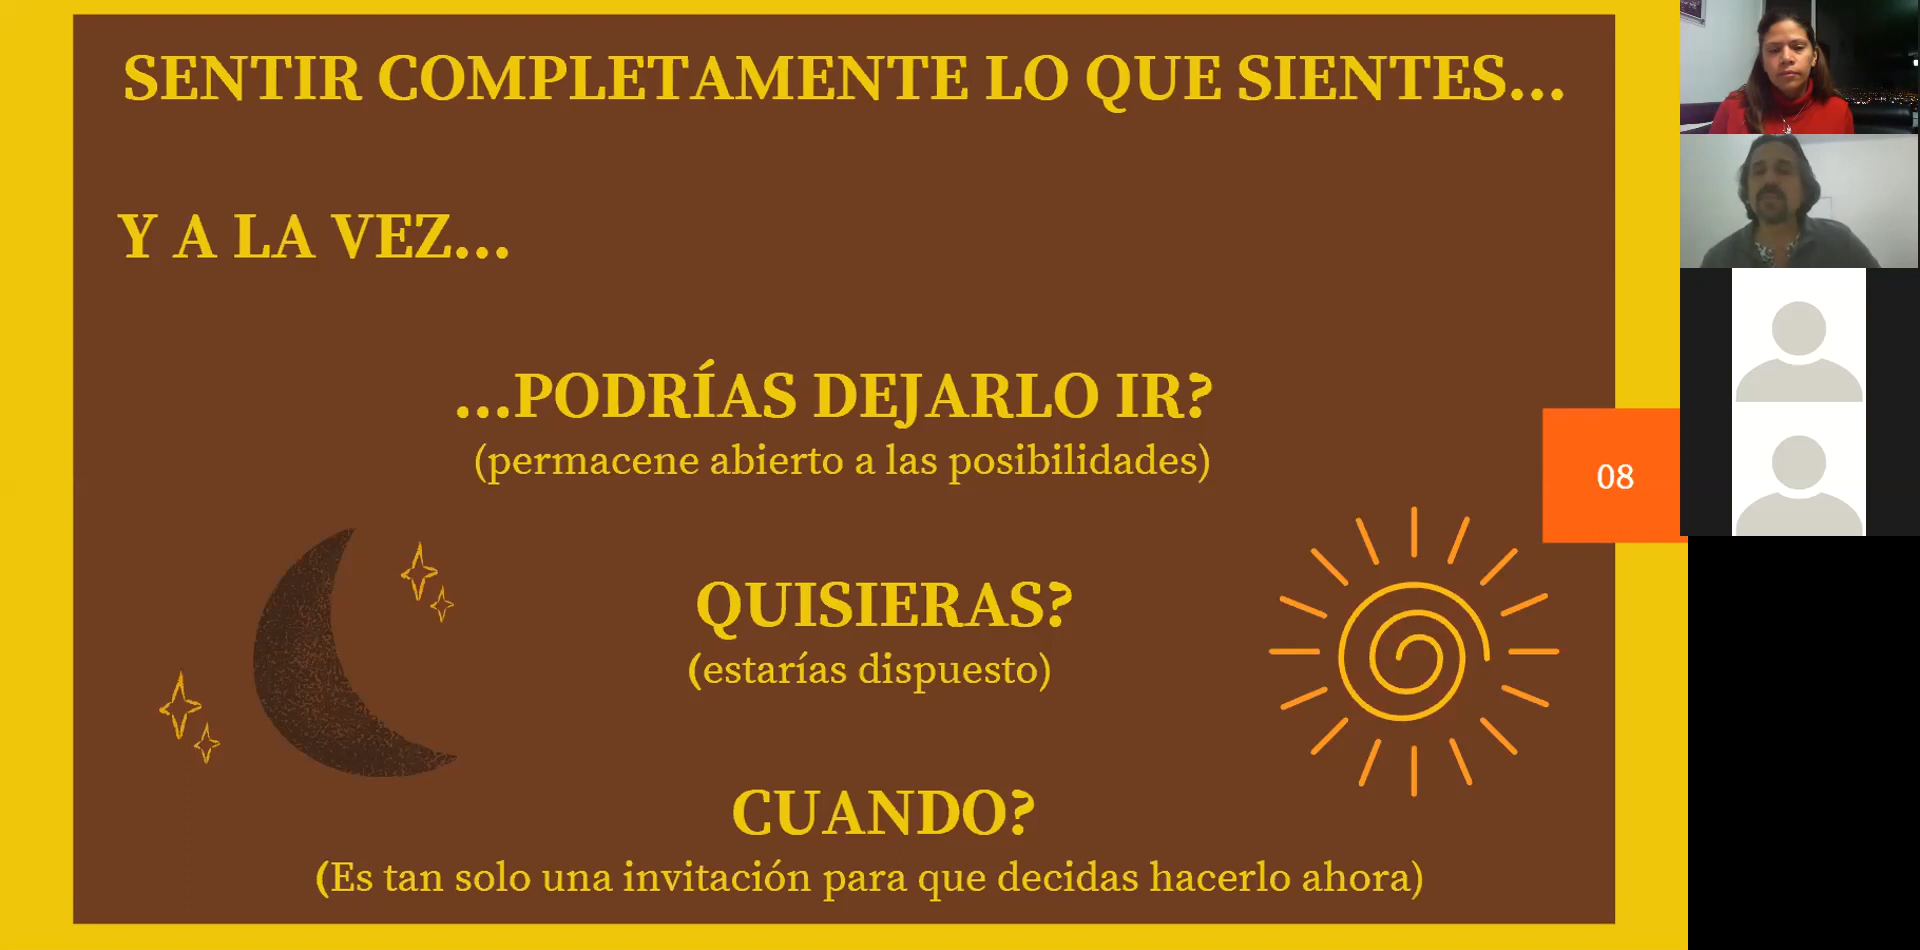 SENTIR COMPLETAMENTE LO QUE SIENTES...
Y A LA VEZ...
...PODRÍAS DEJARLO IR?
(permacene abierto a las posibilidades)
08
QUISIERAS?
(estarías dispuesto)
CUANDO?
(Es tan solo una invitación para que decidas hacerlo ahora)